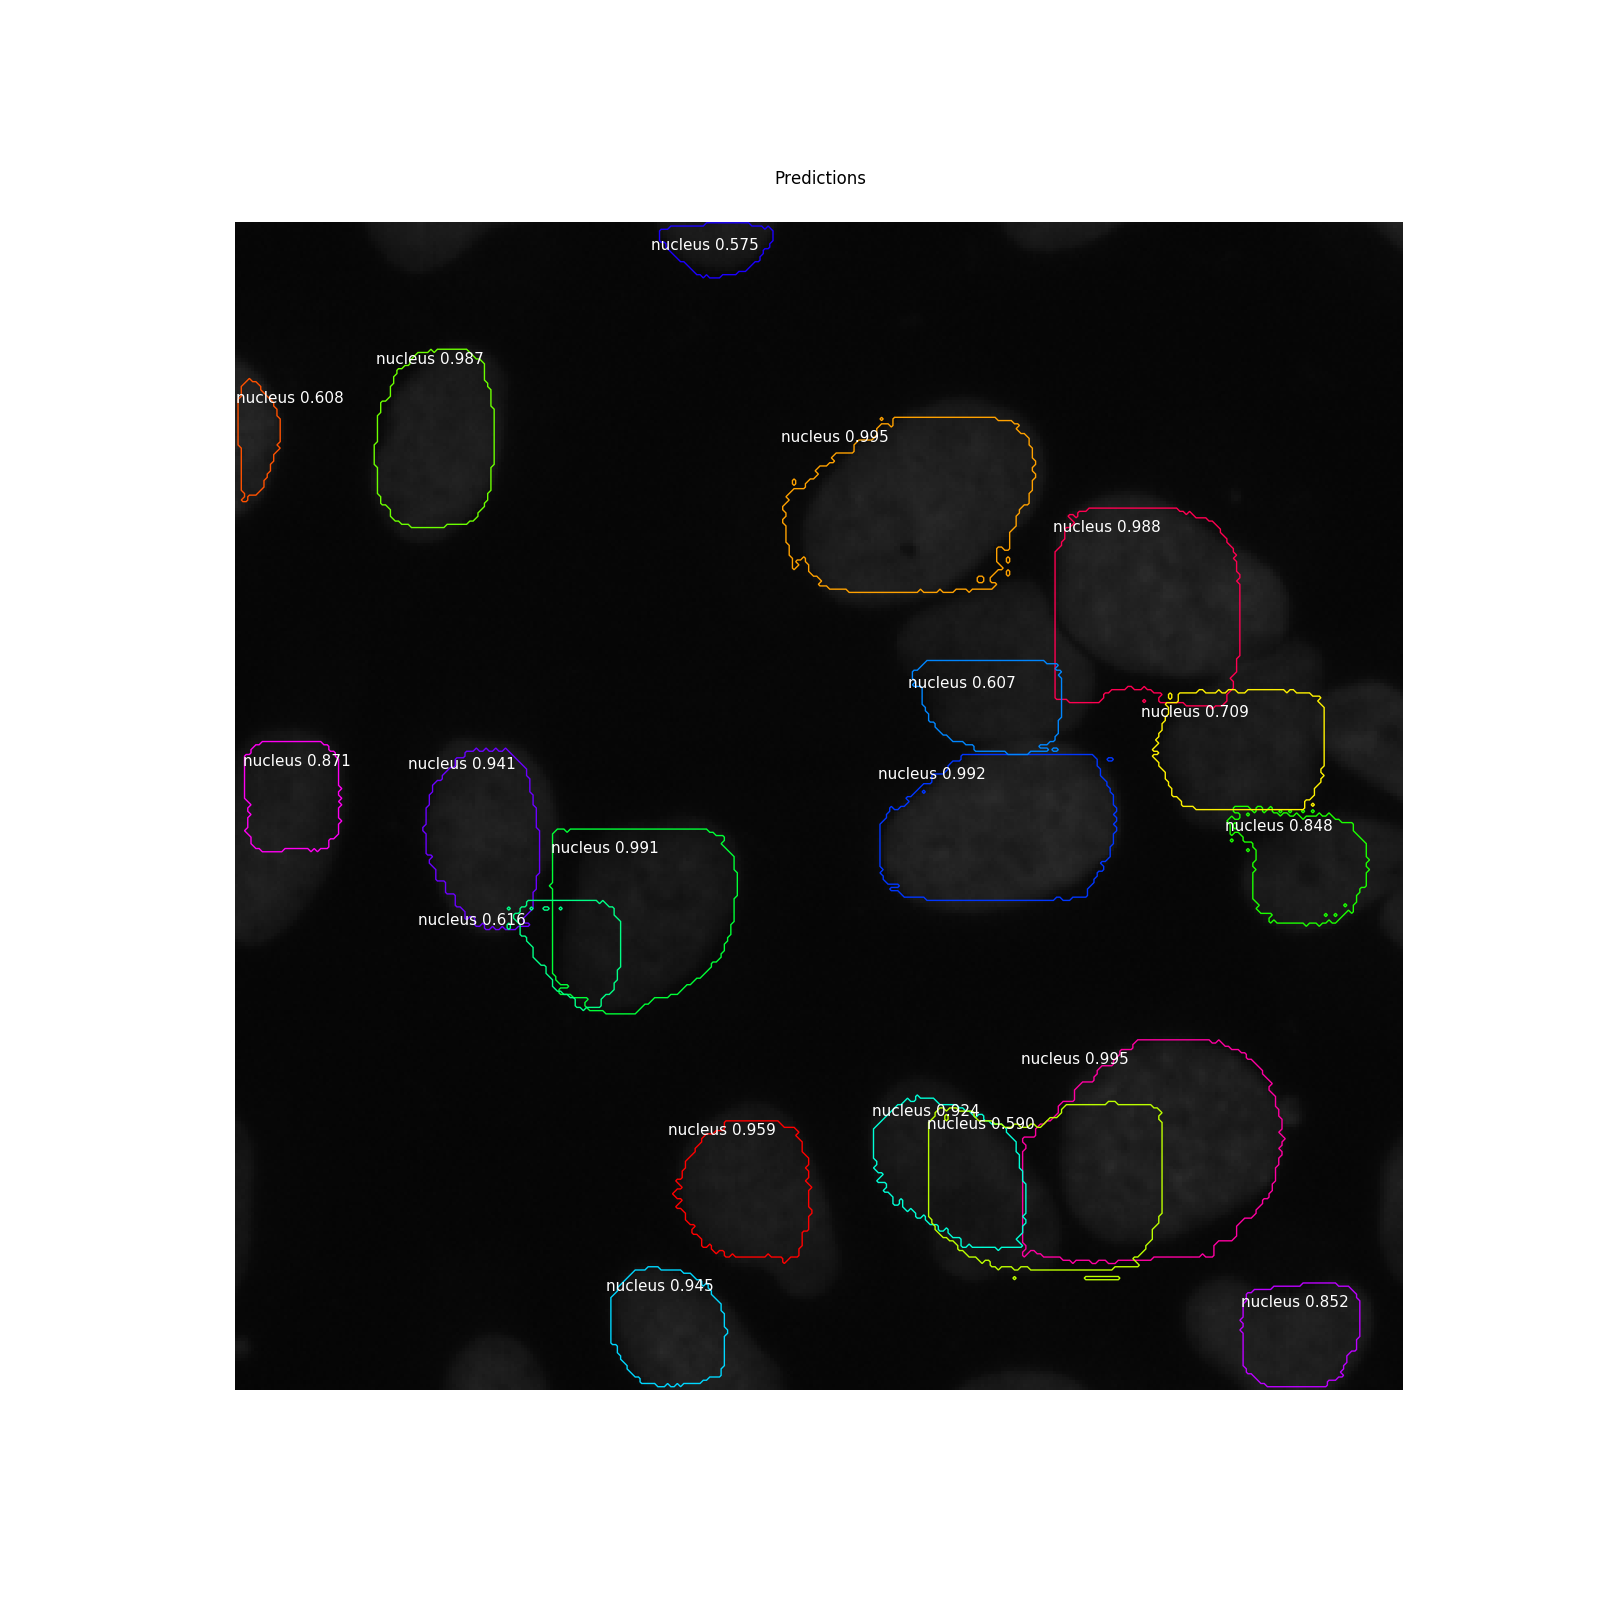 Predictions
nucleus 0.575
nucleus 0.987
nucleus 0.608
nucleus 0.995
nucleus 0.988
nucleus 0.607
nucleus 0.709
nucleus 0.871
nucleus 0.941
nucleus 0.992
nucleus 0.848
nucleus 0.991
nucleus 0.616
nucleus 0.995
nucleus 0.924
nucleus 0.590
nucleus 0.959
nucleus 0.945
nucleus 0.852